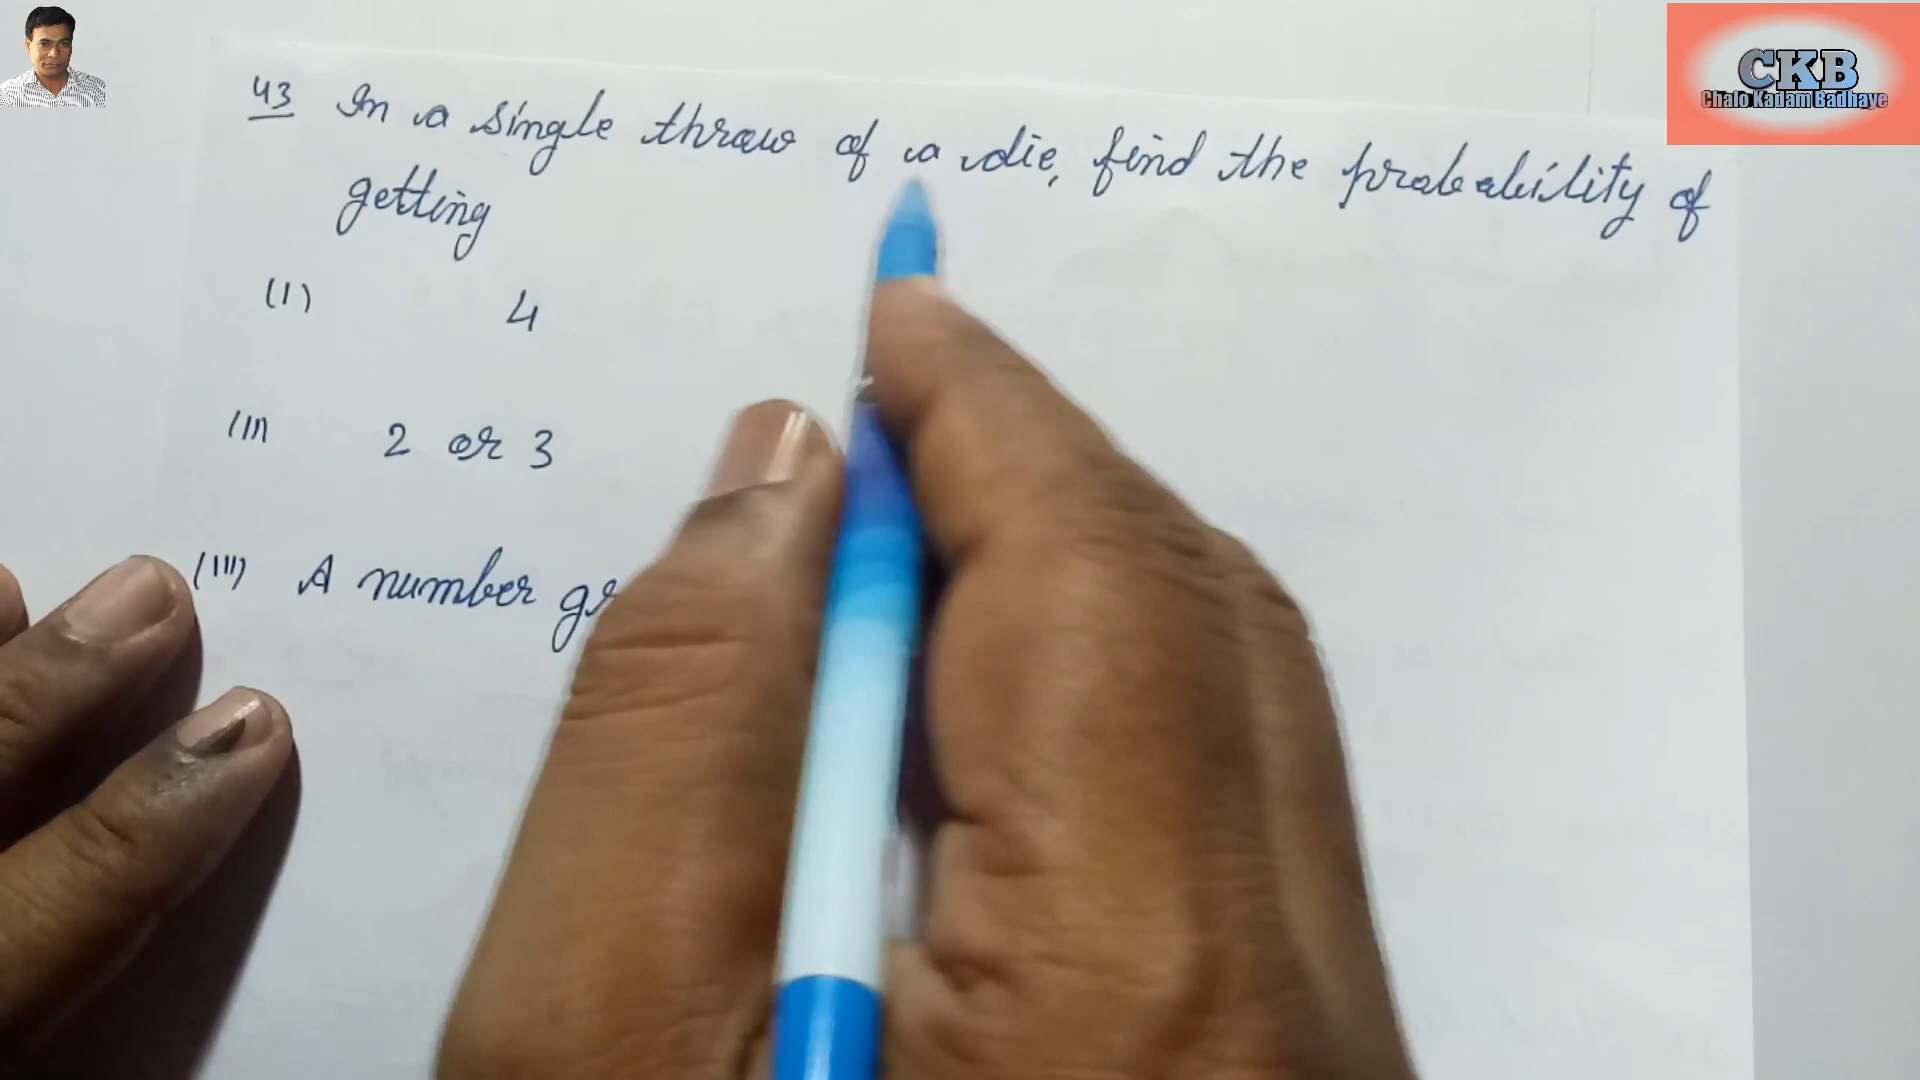 CKB
Chalo Kadam Badhaye
43 In a single throw of a die, find the probability of
getting
(I) 4
(II) 2 or 3
(III) A number